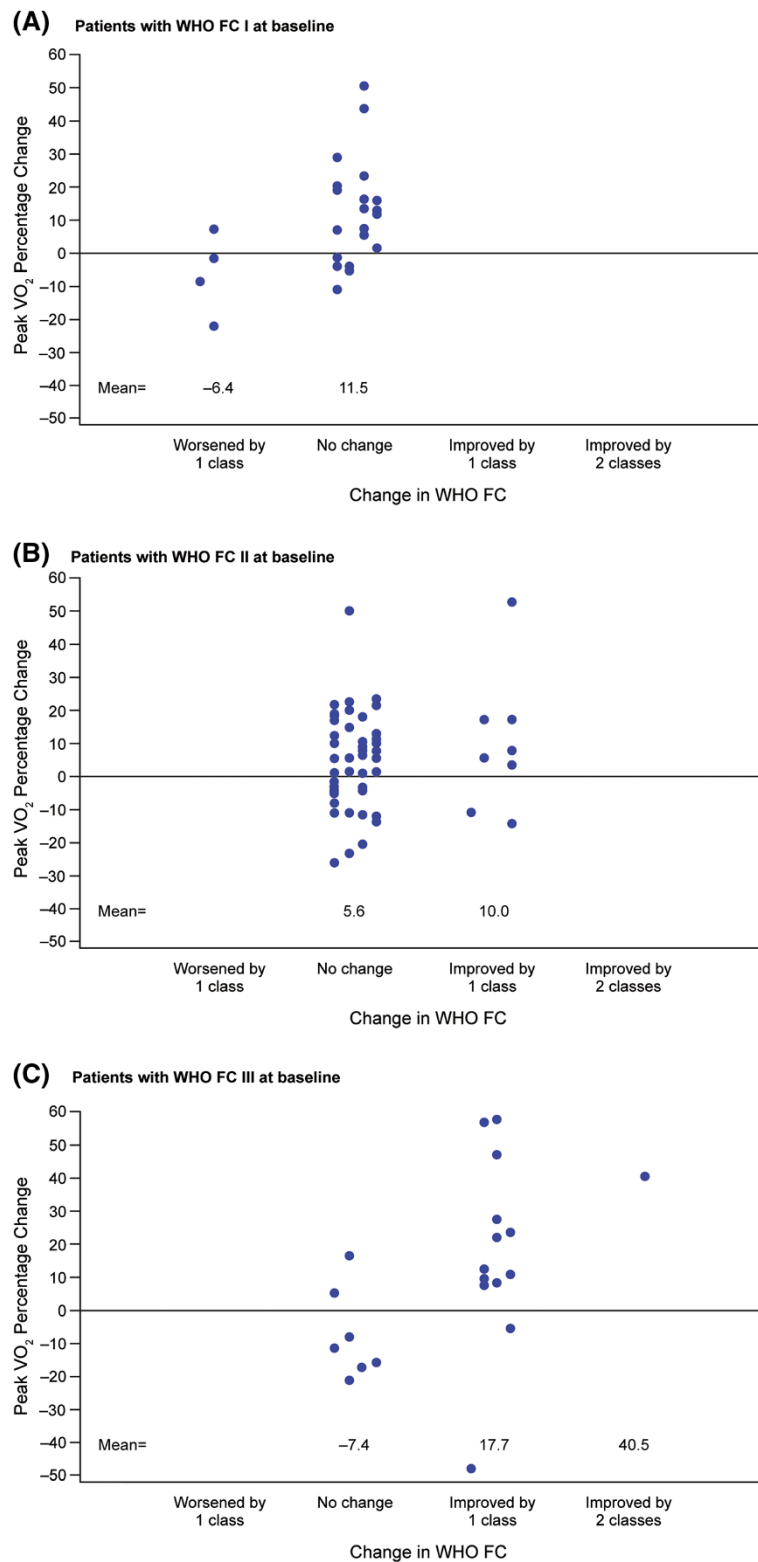 (A) Patients with WHO FC I at baseline
60
50
40
30
20
10
0
–10
–20
–30
–40
–50
Peak VO₂ Percentage Change
Mean= –6.4 11.5
Worsened by 1 class
No change
Improved by 1 class
Improved by 2 classes
Change in WHO FC
(B) Patients with WHO FC II at baseline
60
50
40
30
20
10
0
–10
–20
–30
–40
–50
Peak VO₂ Percentage Change
Mean= 5.6 10.0
Worsened by 1 class
No change
Improved by 1 class
Improved by 2 classes
Change in WHO FC
(C) Patients with WHO FC III at baseline
60
50
40
30
20
10
0
–10
–20
–30
–40
–50
Peak VO₂ Percentage Change
Mean= –7.4 17.7 40.5
Worsened by 1 class
No change
Improved by 1 class
Improved by 2 classes
Change in WHO FC